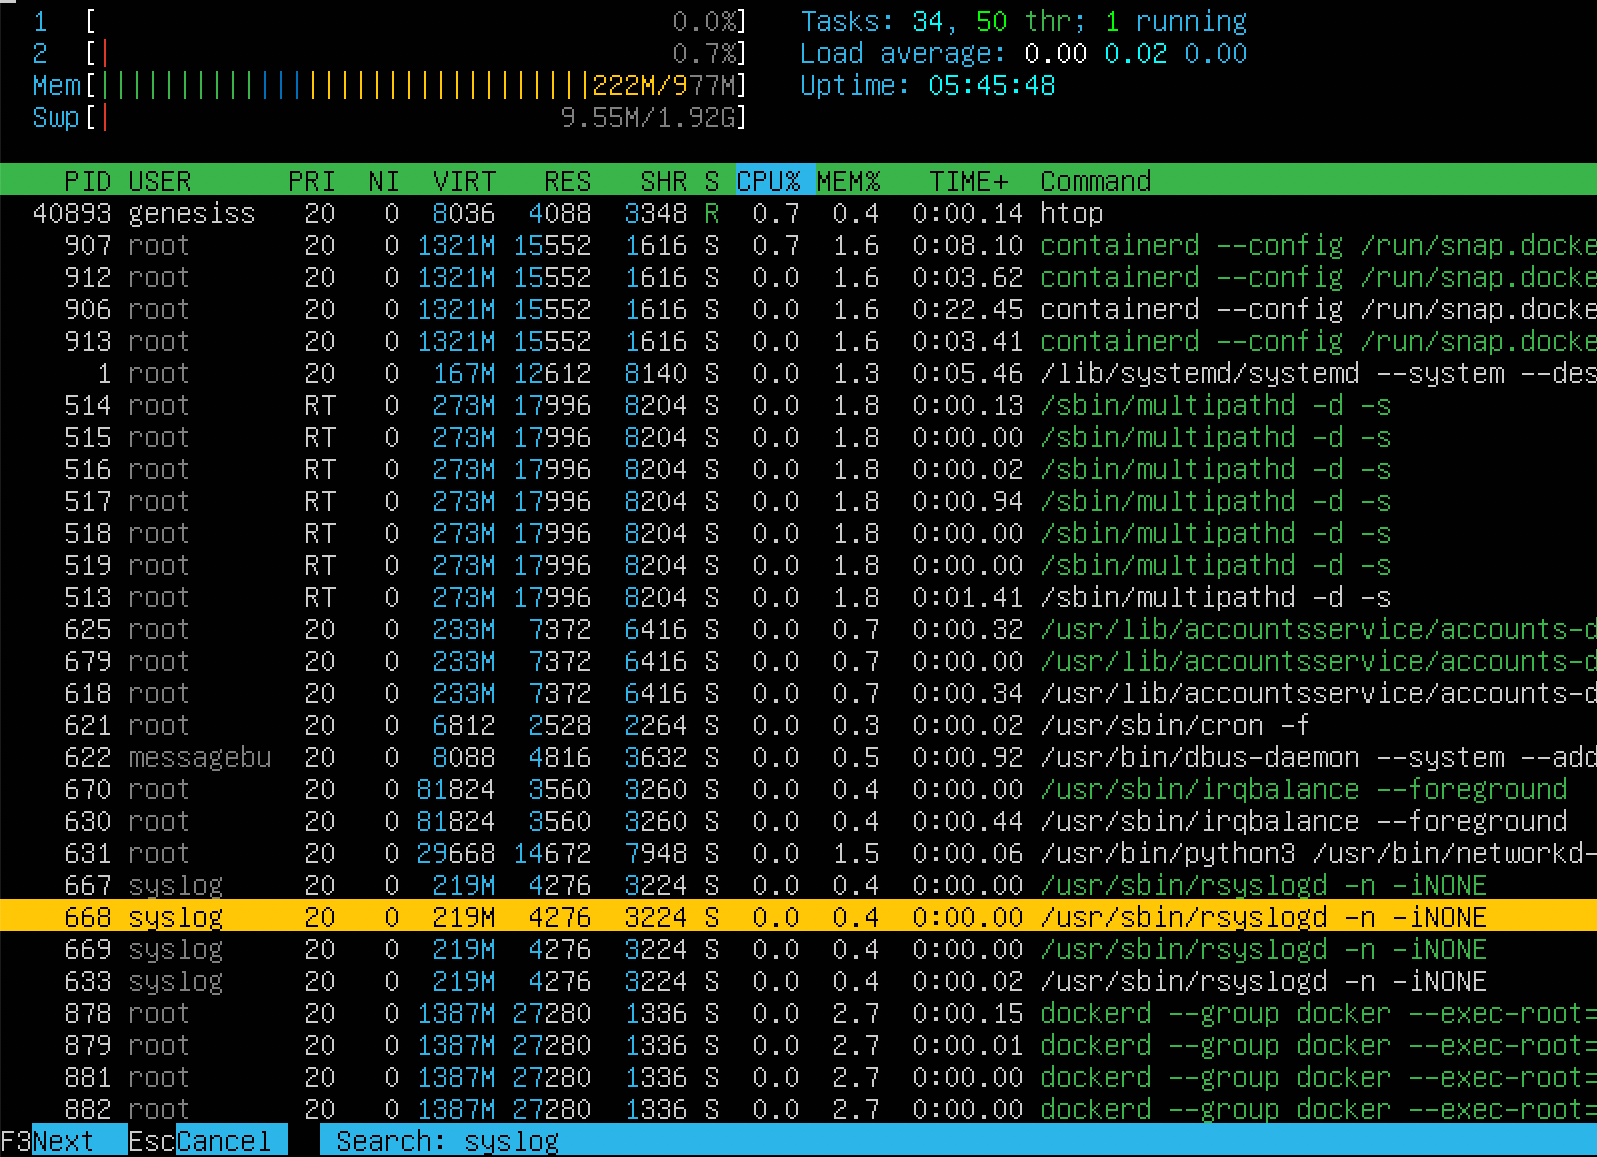 1 [ 0.0%] Tasks: 34, 50 thr; 1 running
2 [| 0.7%] Load average: 0.00 0.02 0.00
Mem[||||||||||||||||||||||||||||||||222M/977M] Uptime: 05:45:48
Swp[| 9.55M/1.92G]
PID USER PRI NI VIRT RES SHR S CPU% MEM% TIME+ Command
40893 genesiss 20 0 8036 4088 3348 R 0.7 0.4 0:00.14 htop
907 root 20 0 1321M 15552 1616 S 0.7 1.6 0:08.10 containerd --config /run/snap.docke
912 root 20 0 1321M 15552 1616 S 0.0 1.6 0:03.62 containerd --config /run/snap.docke
906 root 20 0 1321M 15552 1616 S 0.0 1.6 0:22.45 containerd --config /run/snap.docke
913 root 20 0 1321M 15552 1616 S 0.0 1.6 0:03.41 containerd --config /run/snap.docke
1 root 20 0 167M 12612 8140 S 0.0 1.3 0:05.46 /lib/systemd/systemd --system --des
514 root RT 0 273M 17996 8204 S 0.0 1.8 0:00.13 /sbin/multipathd -d -s
515 root RT 0 273M 17996 8204 S 0.0 1.8 0:00.00 /sbin/multipathd -d -s
516 root RT 0 273M 17996 8204 S 0.0 1.8 0:00.02 /sbin/multipathd -d -s
517 root RT 0 273M 17996 8204 S 0.0 1.8 0:00.94 /sbin/multipathd -d -s
518 root RT 0 273M 17996 8204 S 0.0 1.8 0:00.00 /sbin/multipathd -d -s
519 root RT 0 273M 17996 8204 S 0.0 1.8 0:00.00 /sbin/multipathd -d -s
513 root RT 0 273M 17996 8204 S 0.0 1.8 0:01.41 /sbin/multipathd -d -s
625 root 20 0 233M 7372 6416 S 0.0 0.7 0:00.32 /usr/lib/accountsservice/accounts-d
679 root 20 0 233M 7372 6416 S 0.0 0.7 0:00.00 /usr/lib/accountsservice/accounts-d
618 root 20 0 233M 7372 6416 S 0.0 0.7 0:00.34 /usr/lib/accountsservice/accounts-d
621 root 20 0 6812 2528 2264 S 0.0 0.3 0:00.02 /usr/sbin/cron -f
622 messagebu 20 0 8088 4816 3632 S 0.0 0.5 0:00.92 /usr/bin/dbus-daemon --system --add
670 root 20 0 81824 3560 3260 S 0.0 0.4 0:00.00 /usr/sbin/irqbalance --foreground
630 root 20 0 81824 3560 3260 S 0.0 0.4 0:00.44 /usr/sbin/irqbalance --foreground
631 root 20 0 29668 14672 7948 S 0.0 1.5 0:00.06 /usr/bin/python3 /usr/bin/networkd-
667 syslog 20 0 219M 4276 3224 S 0.0 0.4 0:00.00 /usr/sbin/rsyslogd -n -iNONE
668 syslog 20 0 219M 4276 3224 S 0.0 0.4 0:00.00 /usr/sbin/rsyslogd -n -iNONE
669 syslog 20 0 219M 4276 3224 S 0.0 0.4 0:00.00 /usr/sbin/rsyslogd -n -iNONE
633 syslog 20 0 219M 4276 3224 S 0.0 0.4 0:00.02 /usr/sbin/rsyslogd -n -iNONE
878 root 20 0 1387M 27280 1336 S 0.0 2.7 0:00.15 dockerd --group docker --exec-root=
879 root 20 0 1387M 27280 1336 S 0.0 2.7 0:00.01 dockerd --group docker --exec-root=
881 root 20 0 1387M 27280 1336 S 0.0 2.7 0:00.00 dockerd --group docker --exec-root=
882 root 20 0 1387M 27280 1336 S 0.0 2.7 0:00.00 dockerd --group docker --exec-root=
F3Next EscCancel Search: syslog